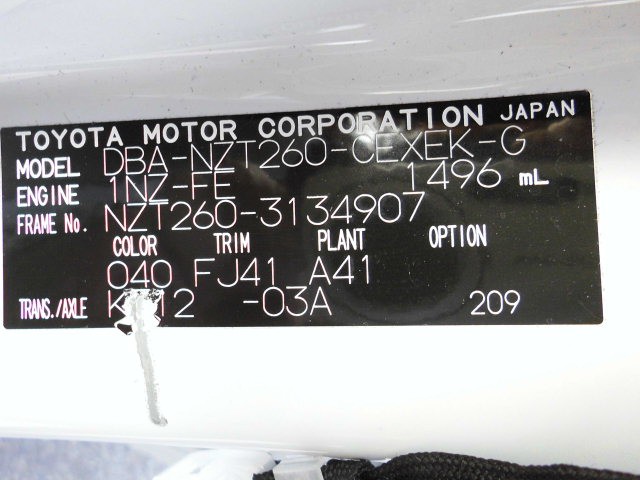 TOYOTA MOTOR CORPORATION JAPAN
MODEL DBA-NZT260-CEXEK-G
ENGINE 1NZ-FE 1496 mL
FRAME No. NZT260-3134907
COLOR TRIM PLANT OPTION
040 FJ41 A41
TRANS./AXLE -03A 209